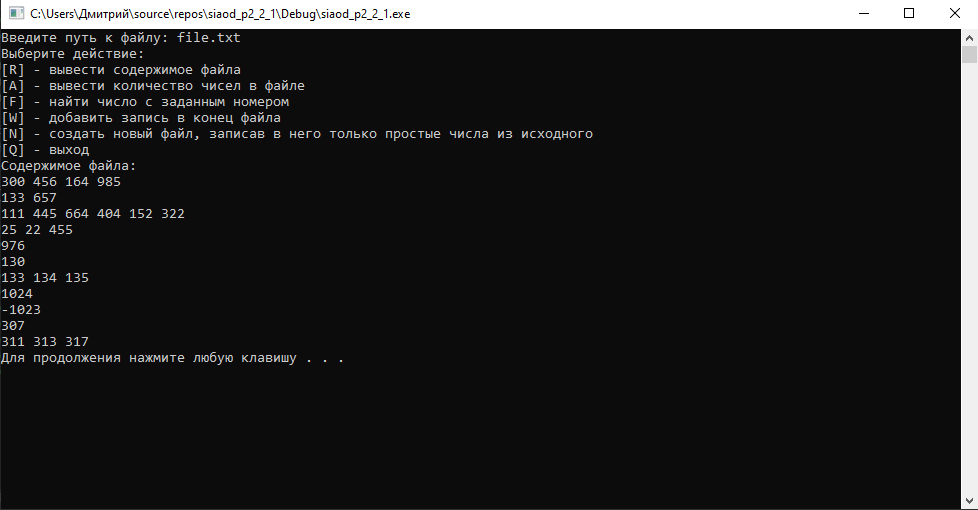 C:\Users\Дмитрий\source\repos\siaod_p2_2_1\Debug\siaod_p2_2_1.exe
Введите путь к файлу: file.txt
Выберите действие:
[R] - вывести содержимое файла
[A] - вывести количество чисел в файле
[F] - найти число с заданным номером
[W] - добавить запись в конец файла
[N] - создать новый файл, записав в него только простые числа из исходного
[Q] - выход
Содержимое файла:
300 456 164 985
133 657
111 445 664 404 152 322
25 22 455
976
130
133 134 135
1024
-1023
307
311 313 317
Для продолжения нажмите любую клавишу . . .